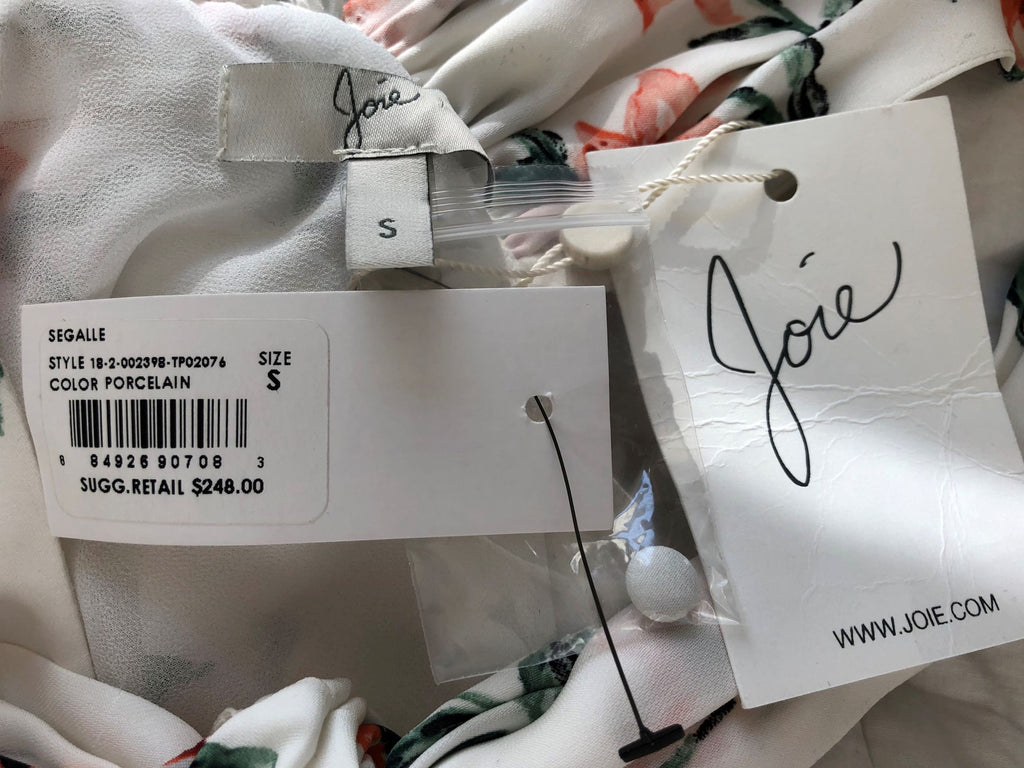 Joie
S
SEGALLE
STYLE 18-2-002398-TP02076
COLOR PORCELAIN
SIZE
S
8 84926 90708 3
SUGG.RETAIL $248.00
Joie
WWW.JOIE.COM